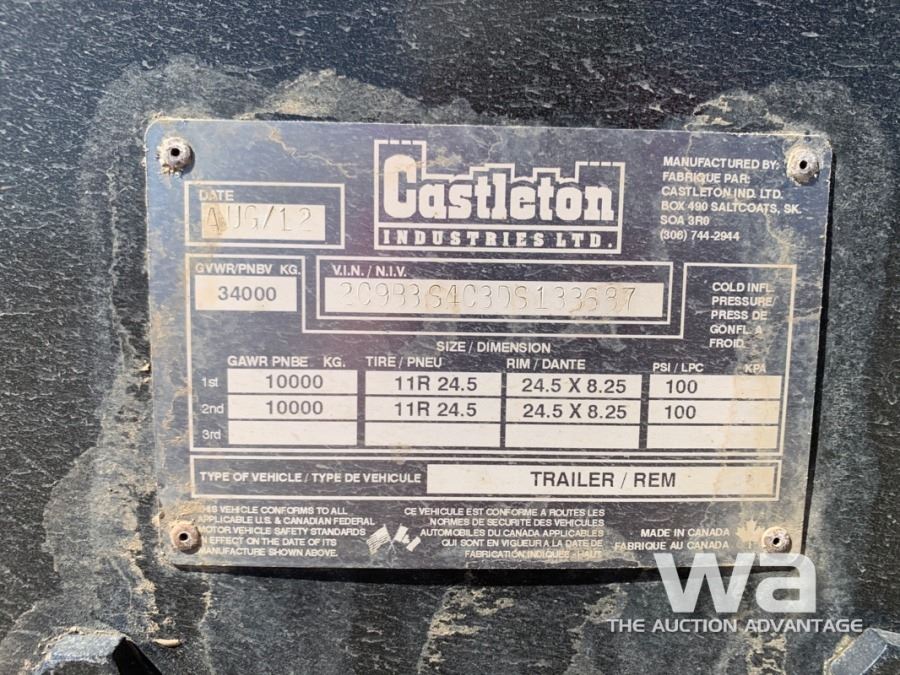 Castleton
INDUSTRIES LTD.
MANUFACTURED BY:
FABRIQUE PAR:
CASTLETON IND. LTD.
BOX 490 SALTCOATS, SK.
SOA 3R0
(306) 744-2944
DATE
AUG/12
GVWR/PNBV KG.
34000
V.I.N. / N.I.V.
2C9B3S4C3DS133687
COLD INFL.
PRESSURE/
PRESS DE
GONFL. A
FROID.
SIZE / DIMENSION
GAWR PNBE KG. TIRE / PNEU RIM / DANTE PSI / LPC KPA
1st 10000 11R 24.5 24.5 X 8.25 100
2nd 10000 11R 24.5 24.5 X 8.25 100
3rd
TYPE OF VEHICLE / TYPE DE VEHICULE TRAILER / REM
THIS VEHICLE CONFORMS TO ALL
APPLICABLE U.S. & CANADIAN FEDERAL
MOTOR VEHICLE SAFETY STANDARDS
IN EFFECT ON THE DATE OF ITS
MANUFACTURE SHOWN ABOVE.
CE VEHICULE EST CONFORME A ROUTES LES
NORMES DE SECURITE DES VEHICULES
AUTOMOBILES DU CANADA APPLICABLES
QUI SONT EN VIGUEUR A LA DATE DE
FABRICATION INDIQUEE - HAUT
MADE IN CANADA
FABRIQUE AU CANADA
wa
THE AUCTION ADVANTAGE